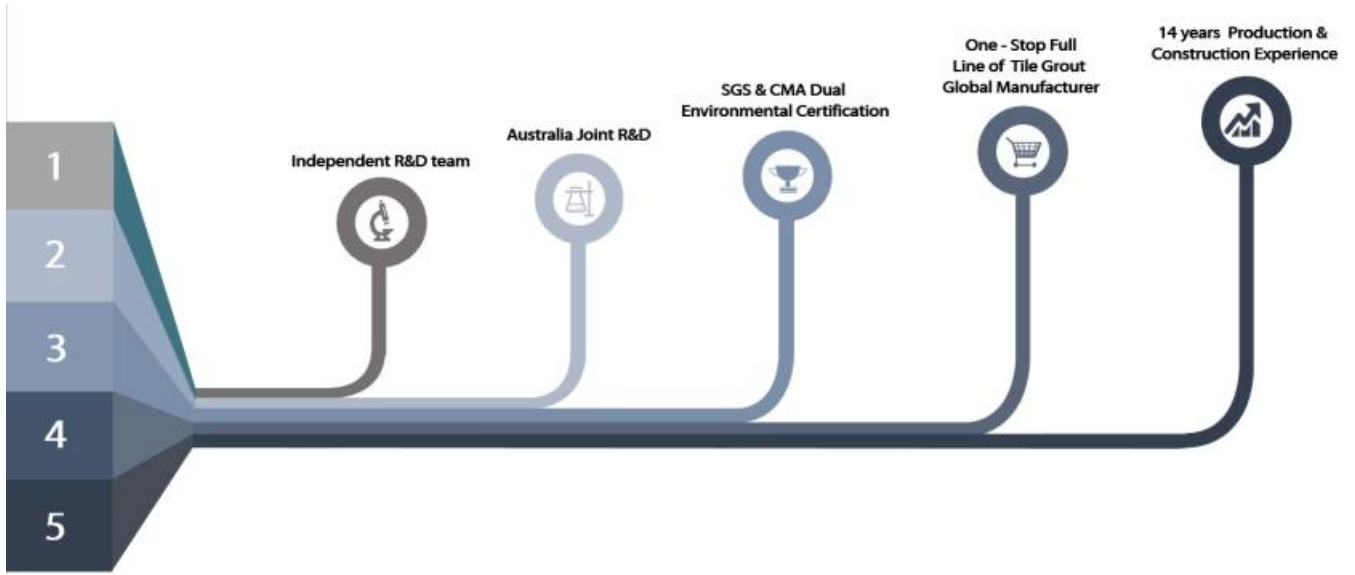 1
2
3
4
5
Independent R&D team
Australia Joint R&D
SGS & CMA Dual
Environmental Certification
One - Stop Full
Line of Tile Grout
Global Manufacturer
14 years Production &
Construction Experience